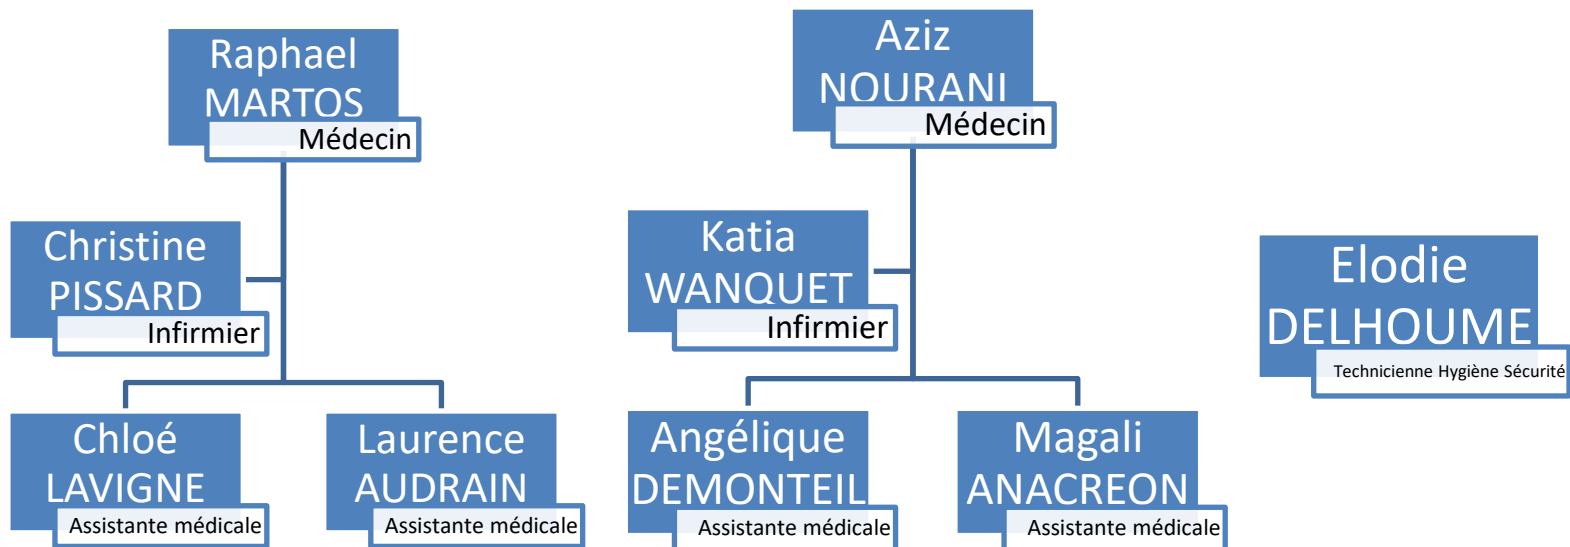 Raphael
MARTOS
Médecin
Christine
PISSARD
Infirmier
Chloé
LAVIGNE
Assistante médicale
Laurence
AUDRAIN
Assistante médicale
Aziz
NOURANI
Médecin
Katia
WANQUET
Infirmier
Angélique
DEMONTEIL
Assistante médicale
Magali
ANACREON
Assistante médicale
Elodie
DELHOUME
Technicienne Hygiène Sécurité